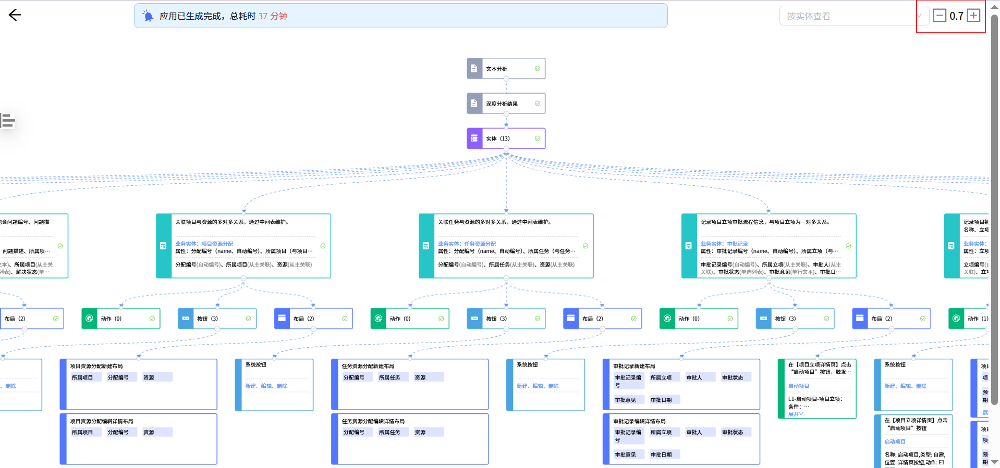 应用已生成完成，总耗时 37 分钟
按实体查看
0.7
文本分析
深度分析结果
实体（13）
包含问题编号、问题描
问题描述、所属项···
文本)、所属项目(从主关
列表)、解决状态(单···
关联项目与资源的多对多关系，通过中间表维护。
业务实体：项目资源分配
属性：分配编号（name、自动编号）、所属项目（与项目···
分配编号(自动编号)、所属项目(从主关联)、资源(从主关联)
关联任务与资源的多对多关系，通过中间表维护。
业务实体：任务资源分配
属性：分配编号（name、自动编号）、所属任务（与任务···
分配编号(自动编号)、所属任务(从主关联)、资源(从主关联)
记录项目立项审批流程信息，与项目立项为一对多关系。
业务实体：审批记录
属性：审批记录编号（name、自动编号）、所属立项（与···
审批记录编号(自动编号)、所属立项(从主关联)、审批人(从主
关联)、审批状态(单选列表)、审批意见(单行文本)、审批日···
记录项目初
名称、立项
业务实体：
属性：立项
立项编号(自
关联)、立项
布局（2）
动作（0）
按钮（3）
布局（2）
动作（0）
按钮（3）
布局（2）
动作（0）
按钮（3）
布局（2）
动作（1）
、删除
项目资源分配新建布局
所属项目 分配编号 资源
系统按钮
新建、编辑、删除
任务资源分配新建布局
分配编号 所属任务 资源
系统按钮
新建、编辑、删除
审批记录新建布局
审批记录编号 所属立项 审批人 审批状态
审批意见 审批日期
在【项目立项详情页】点击
“启动项目”按钮，触发···
启动项目
E1-启动项目-项目立项：
条件：···
展开
系统按钮
新建、编辑、删除
项目
项
预
期
展
项目资源分配编辑详情布局
所属项目 分配编号 资源
任务资源分配编辑详情布局
分配编号 所属任务 资源
审批记录编辑详情布局
审批记录编号 所属立项 审批人 审批状态
审批意见 审批日期
在【项目立项详情页】点击
“启动项目”按钮
启动项目
名称: 启动项目,类型: 自建,
位置: 详情页按钮,动作: E1
项目
项
预
期